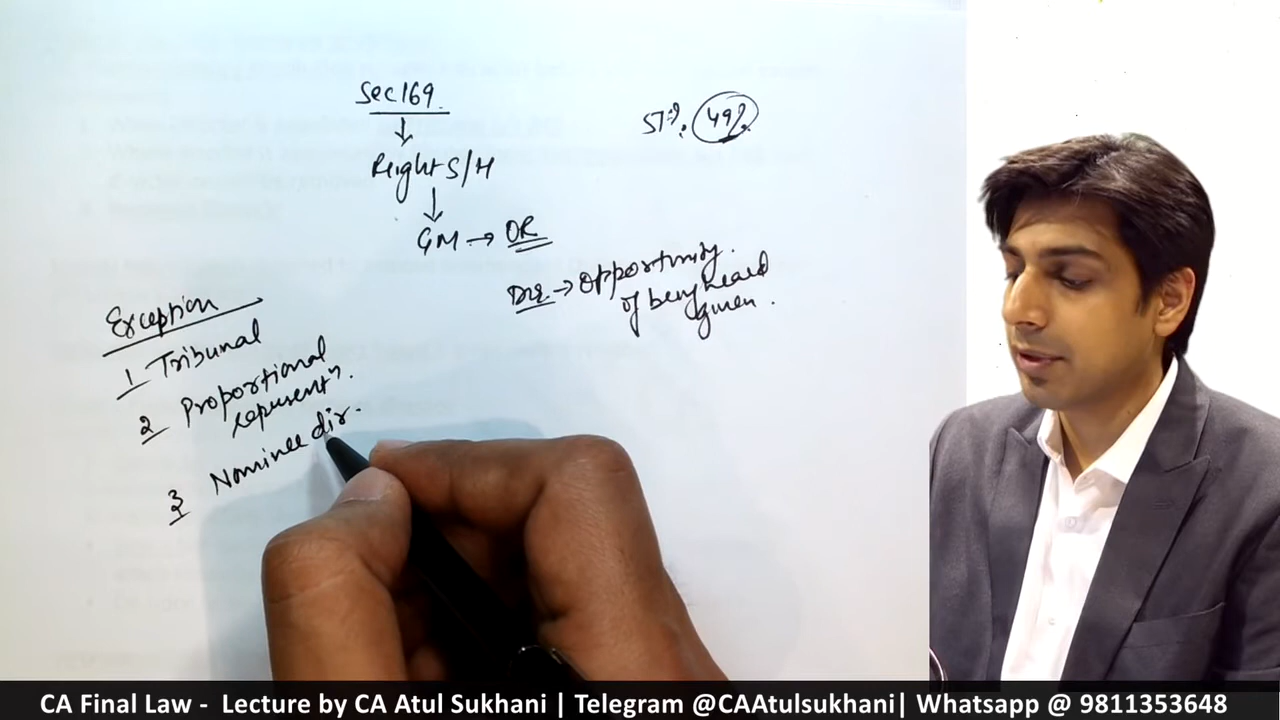 Sec 169.
Right S/H
GM → OR
51%. 49%.
Dir. → Opportunity.
of being heard
given.
Exception
1 Tribunal
2 Proportional
represent".
3 Nominee dir.
CA Final Law - Lecture by CA Atul Sukhani | Telegram @CAAtulsukhani| Whatsapp @ 9811353648